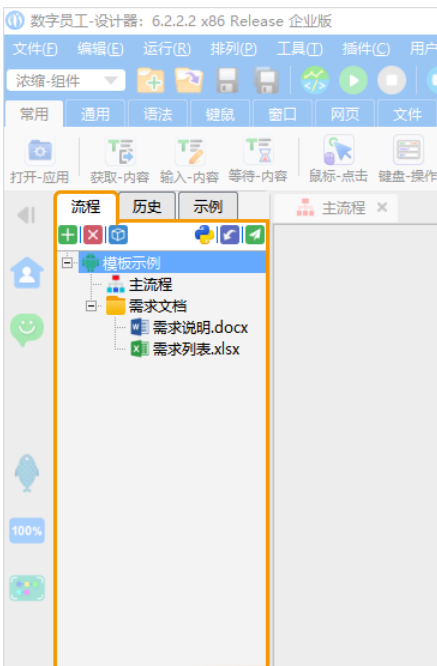 数字员工-设计器：6.2.2.2 x86 Release 企业版
文件(F) 编辑(E) 运行(R) 排列(P) 工具(T) 插件(C) 用户
浓缩-组件
常用 通用 语法 键鼠 窗口 网页 文件
打开-应用 获取-内容 输入-内容 等待-内容 鼠标-点击 键盘-操作
流程 历史 示例 主流程
模板示例
主流程
需求文档
需求说明.docx
需求列表.xlsx
100%